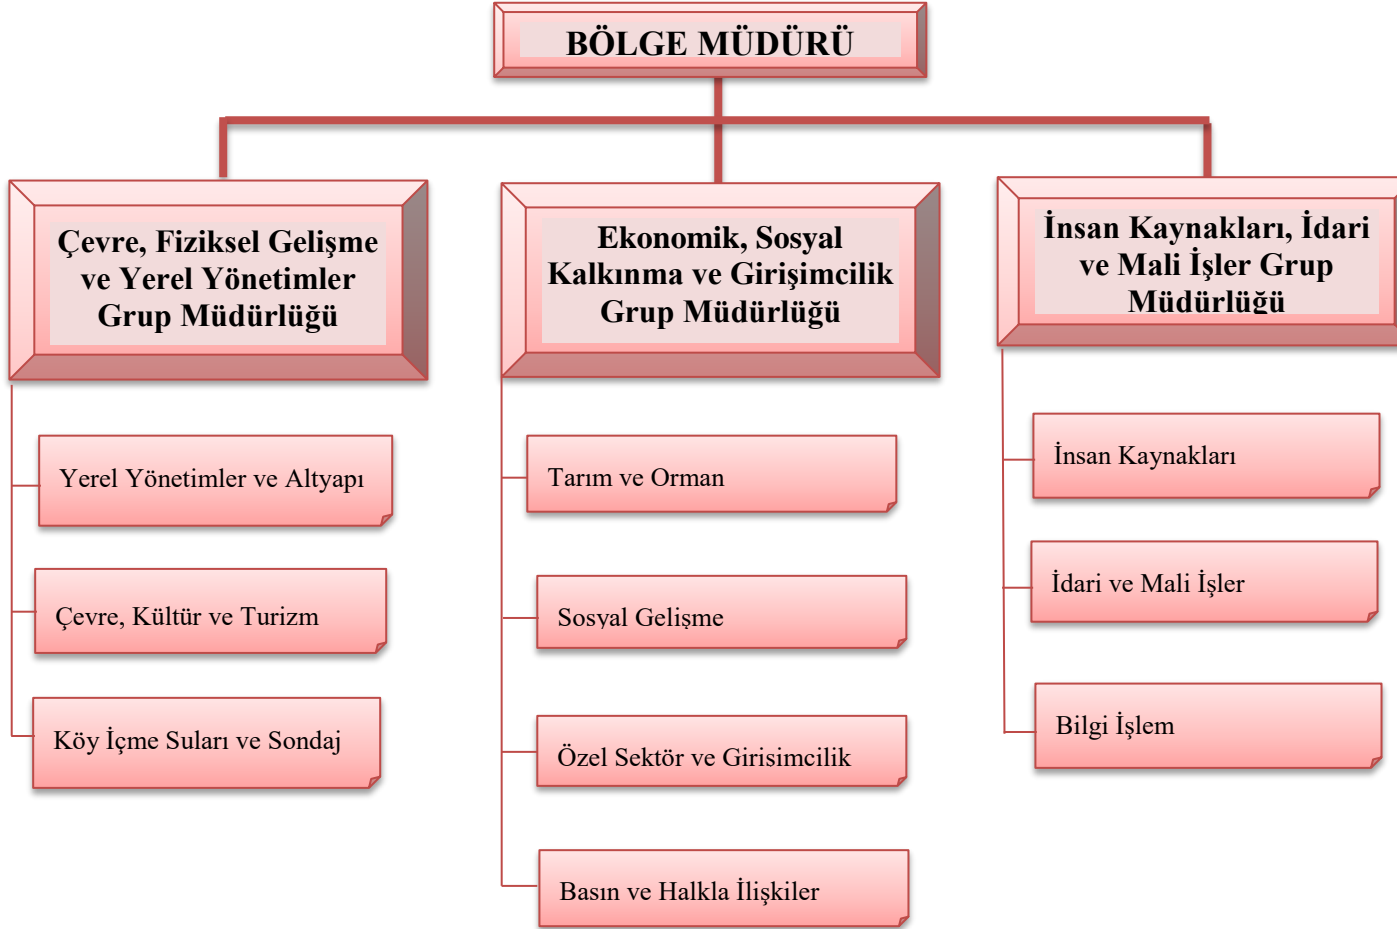 BÖLGE MÜDÜRÜ
Çevre, Fiziksel Gelişme
ve Yerel Yönetimler
Grup Müdürlüğü
Ekonomik, Sosyal
Kalkınma ve Girişimcilik
Grup Müdürlüğü
İnsan Kaynakları, İdari
ve Mali İşler Grup
Müdürlüğü
Yerel Yönetimler ve Altyapı
Çevre, Kültür ve Turizm
Köy İçme Suları ve Sondaj
Tarım ve Orman
Sosyal Gelişme
Özel Sektör ve Girisimcilik
Basın ve Halkla İlişkiler
İnsan Kaynakları
İdari ve Mali İşler
Bilgi İşlem